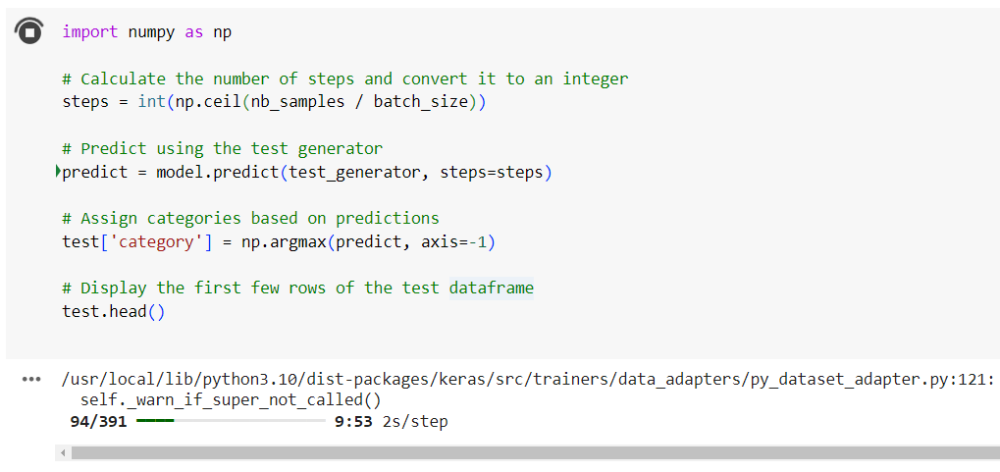 import numpy as np
# Calculate the number of steps and convert it to an integer
steps = int(np.ceil(nb_samples / batch_size))
# Predict using the test generator
predict = model.predict(test_generator, steps=steps)
# Assign categories based on predictions
test['category'] = np.argmax(predict, axis=-1)
# Display the first few rows of the test dataframe
test.head()
/usr/local/lib/python3.10/dist-packages/keras/src/trainers/data_adapters/py_dataset_adapter.py:121:
self._warn_if_super_not_called()
94/391 9:53 2s/step